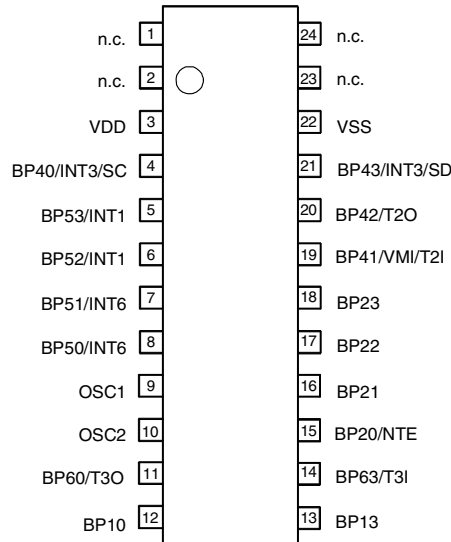 n.c. 1 24 n.c.
n.c. 2 23 n.c.
VDD 3 22 VSS
BP40/INT3/SC 4 21 BP43/INT3/SD
BP53/INT1 5 20 BP42/T2O
BP52/INT1 6 19 BP41/VMI/T2I
BP51/INT6 7 18 BP23
BP50/INT6 8 17 BP22
OSC1 9 16 BP21
OSC2 10 15 BP20/NTE
BP60/T3O 11 14 BP63/T3I
BP10 12 13 BP13